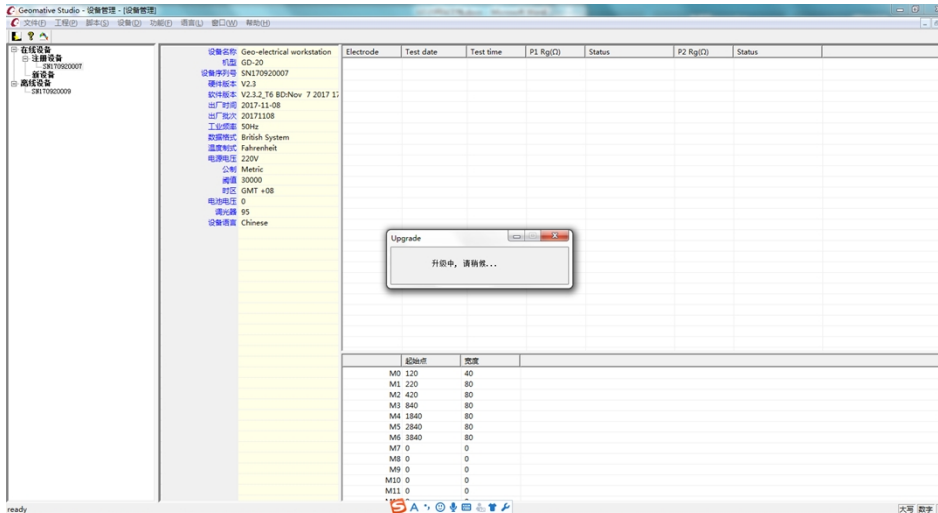 Geomative Studio - 设备管理 - [设备管理]
文件(F) 工程(P) 脚本(S) 设备(D) 功能(F) 语言(L) 窗口(W) 帮助(H)
在线设备
注册设备
SN170920007
新设备
离线设备
SN170920009
设备名称 Geo-electrical workstation
机型 GD-20
设备序列号 SN170920007
硬件版本 V2.3
软件版本 V2.3.2_T6 BD:Nov 7 2017 17
出厂时间 2017-11-08
出厂批次 20171108
工业频率 50Hz
数据格式 British System
温度制式 Fahrenheit
电源电压 220V
公制 Metric
阈值 30000
时区 GMT +08
电池电压 0
调光器 95
设备语言 Chinese
Electrode Test date Test time P1 Rg(Ω) Status P2 Rg(Ω) Status
Upgrade
升级中, 请稍候...
起始点 宽度
M0 120 40
M1 220 80
M2 420 80
M3 840 80
M4 1840 80
M5 2840 80
M6 3840 80
M7 0 0
M8 0 0
M9 0 0
M10 0 0
M11 0 0
ready
大写 数字